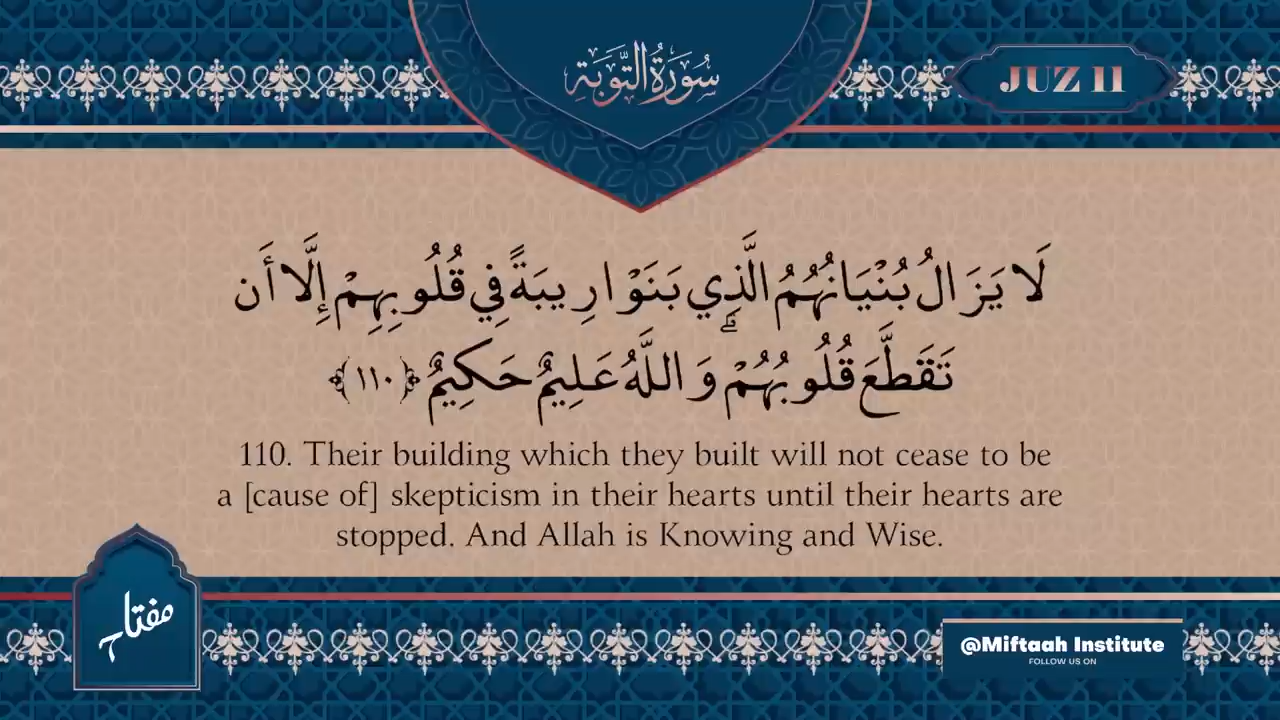 سُورَةُ التَّوْبَةِ
JUZ 11
لَا يَزَالُ بُنْيَانُهُمُ الَّذِي بَنَوْا رِيبَةً فِي قُلُوبِهِمْ إِلَّا أَن
تَقَطَّعَ قُلُوبُهُمْ ۗ وَاللَّهُ عَلِيمٌ حَكِيمٌ ﴿١١٠﴾
110. Their building which they built will not cease to be
a [cause of] skepticism in their hearts until their hearts are
stopped. And Allah is Knowing and Wise.
مفتاح
@Miftaah Institute
FOLLOW US ON